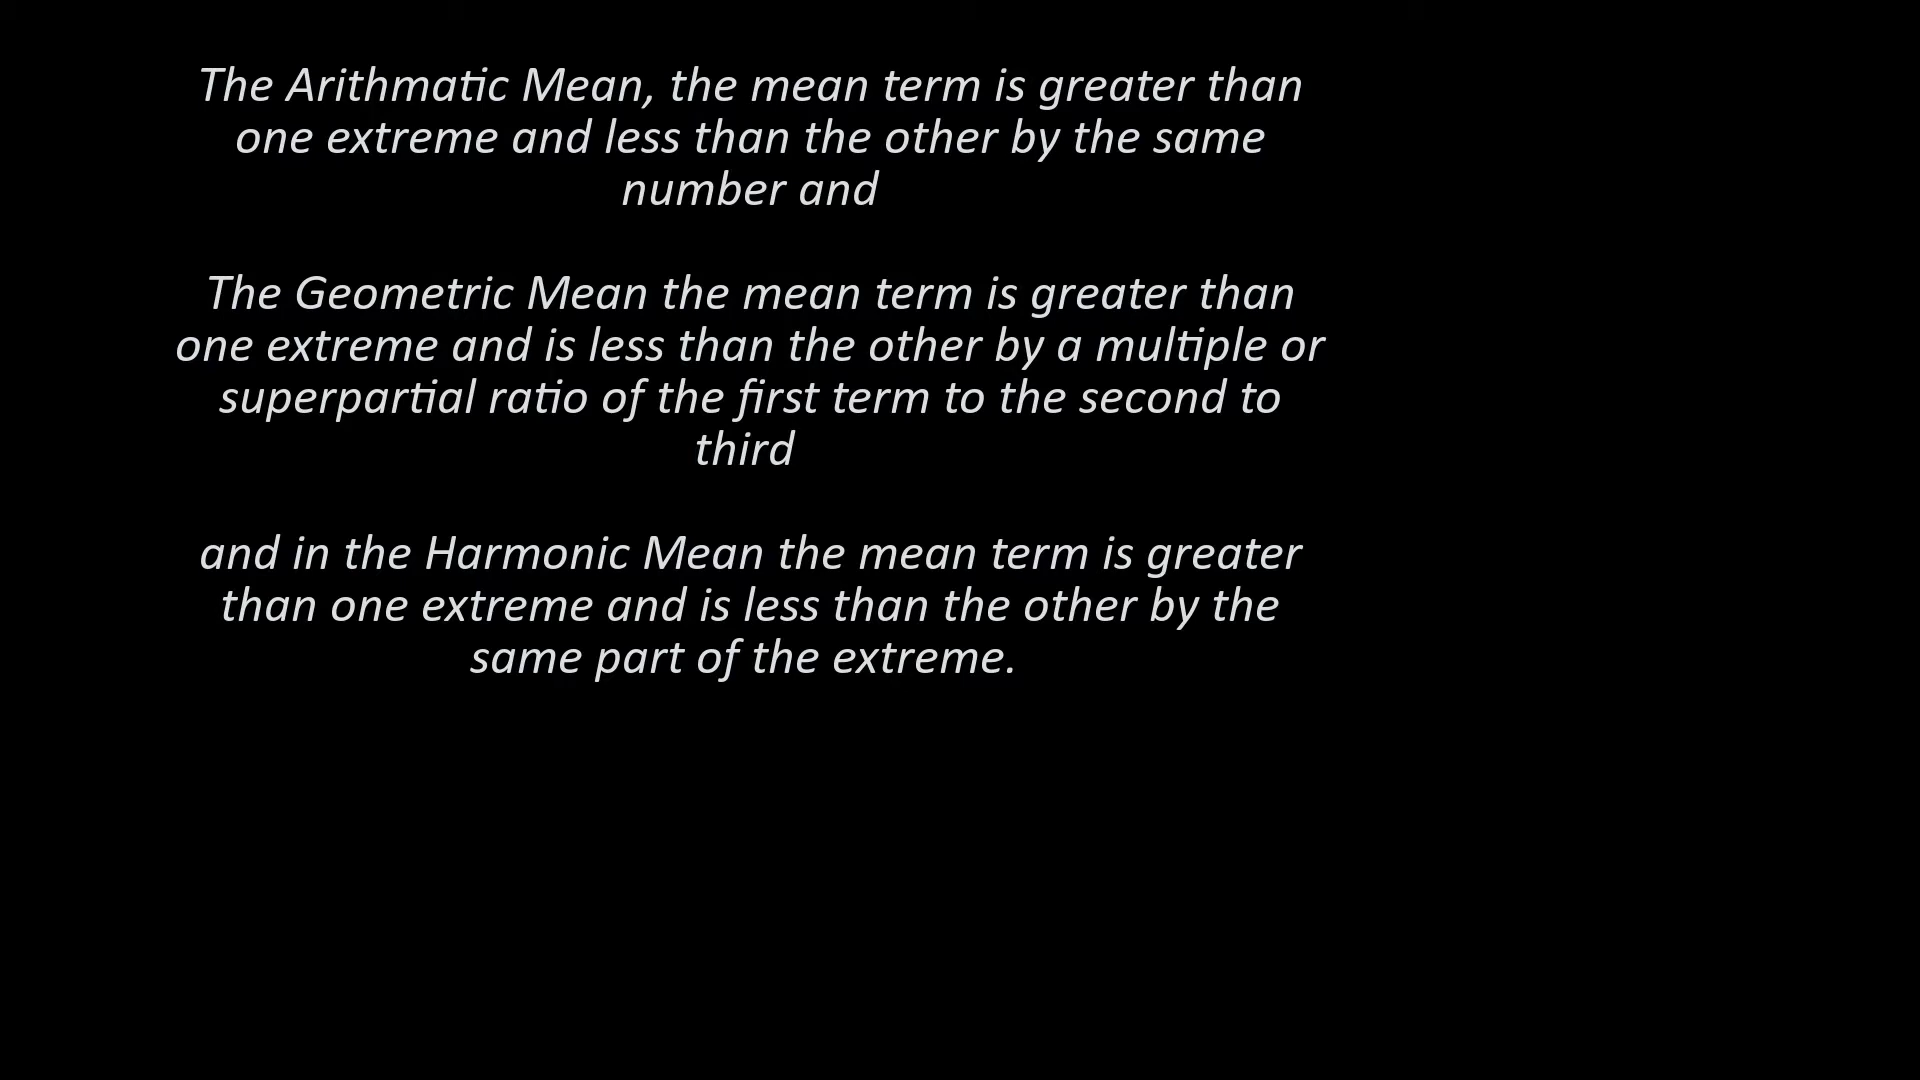 The Arithmatic Mean, the mean term is greater than
one extreme and less than the other by the same
number and
The Geometric Mean the mean term is greater than
one extreme and is less than the other by a multiple or
superpartial ratio of the first term to the second to
third
and in the Harmonic Mean the mean term is greater
than one extreme and is less than the other by the
same part of the extreme.